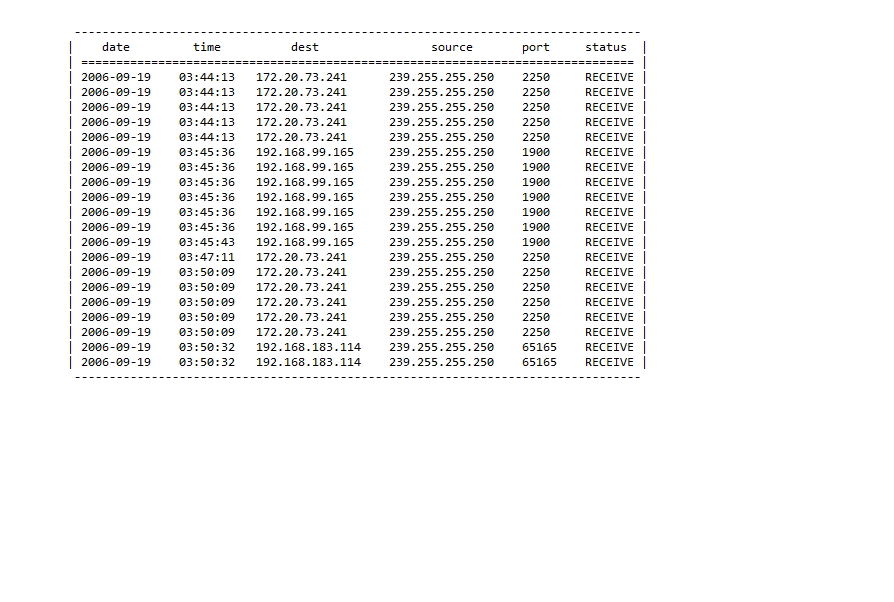 ---------------------------------------------------------------------------------
| date time dest source port status |
| =============================================================================== |
| 2006-09-19 03:44:13 172.20.73.241 239.255.255.250 2250 RECEIVE |
| 2006-09-19 03:44:13 172.20.73.241 239.255.255.250 2250 RECEIVE |
| 2006-09-19 03:44:13 172.20.73.241 239.255.255.250 2250 RECEIVE |
| 2006-09-19 03:44:13 172.20.73.241 239.255.255.250 2250 RECEIVE |
| 2006-09-19 03:44:13 172.20.73.241 239.255.255.250 2250 RECEIVE |
| 2006-09-19 03:45:36 192.168.99.165 239.255.255.250 1900 RECEIVE |
| 2006-09-19 03:45:36 192.168.99.165 239.255.255.250 1900 RECEIVE |
| 2006-09-19 03:45:36 192.168.99.165 239.255.255.250 1900 RECEIVE |
| 2006-09-19 03:45:36 192.168.99.165 239.255.255.250 1900 RECEIVE |
| 2006-09-19 03:45:36 192.168.99.165 239.255.255.250 1900 RECEIVE |
| 2006-09-19 03:45:36 192.168.99.165 239.255.255.250 1900 RECEIVE |
| 2006-09-19 03:45:43 192.168.99.165 239.255.255.250 1900 RECEIVE |
| 2006-09-19 03:47:11 172.20.73.241 239.255.255.250 2250 RECEIVE |
| 2006-09-19 03:50:09 172.20.73.241 239.255.255.250 2250 RECEIVE |
| 2006-09-19 03:50:09 172.20.73.241 239.255.255.250 2250 RECEIVE |
| 2006-09-19 03:50:09 172.20.73.241 239.255.255.250 2250 RECEIVE |
| 2006-09-19 03:50:09 172.20.73.241 239.255.255.250 2250 RECEIVE |
| 2006-09-19 03:50:09 172.20.73.241 239.255.255.250 2250 RECEIVE |
| 2006-09-19 03:50:32 192.168.183.114 239.255.255.250 65165 RECEIVE |
| 2006-09-19 03:50:32 192.168.183.114 239.255.255.250 65165 RECEIVE |
---------------------------------------------------------------------------------